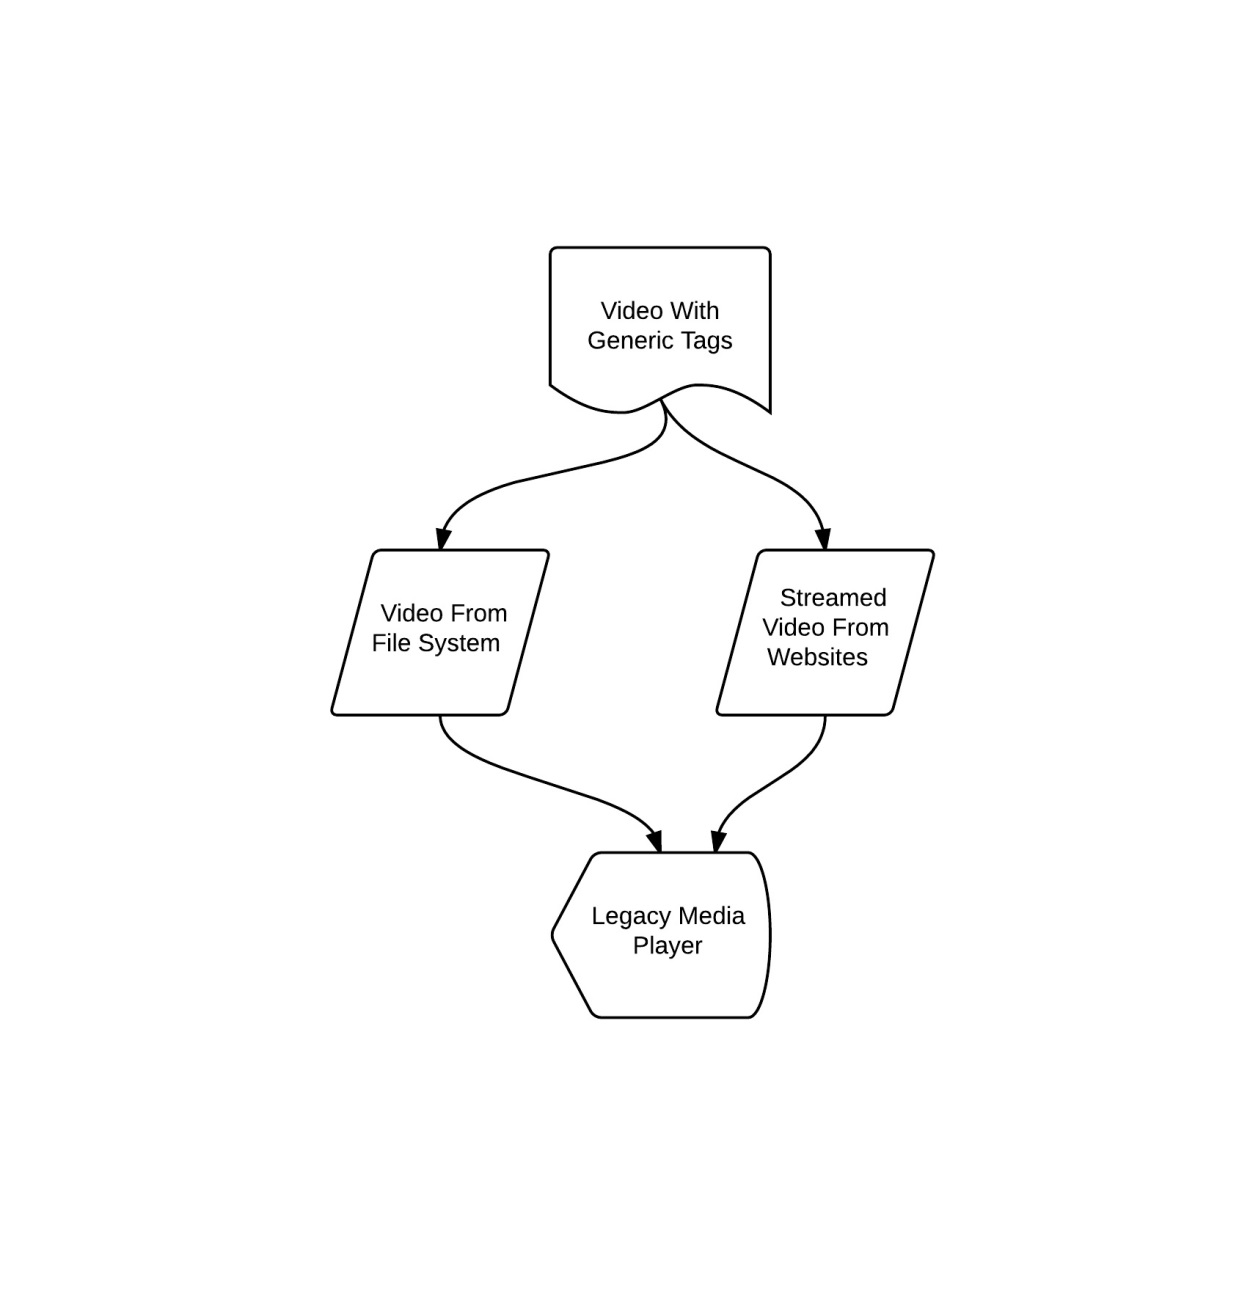 Video With
Generic Tags
Video From
File System
Streamed
Video From
Websites
Legacy Media
Player